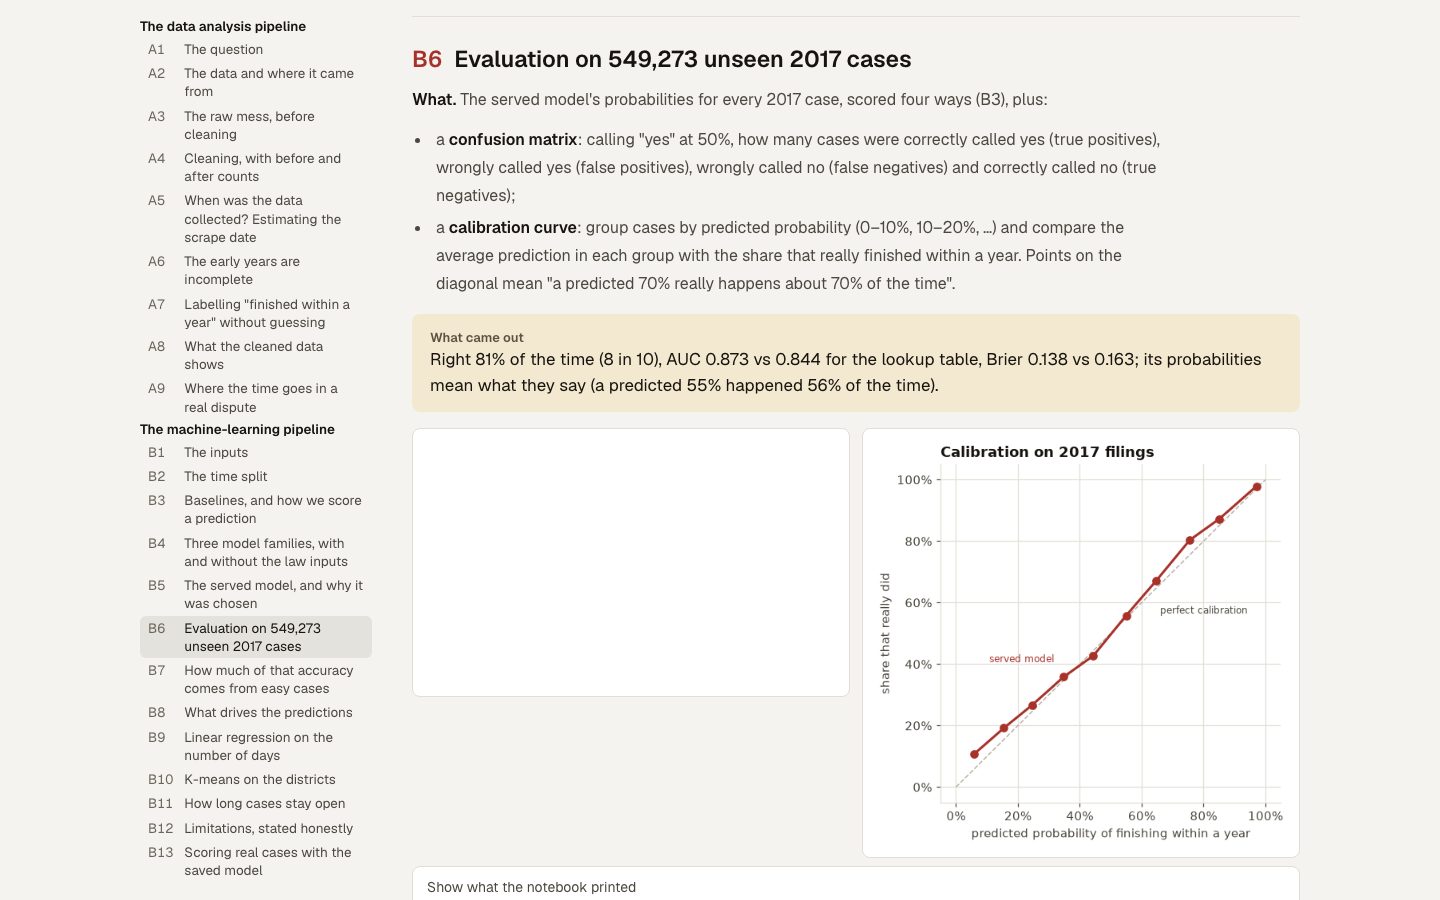 The data analysis pipeline
A1 The question
A2 The data and where it came
from
A3 The raw mess, before
cleaning
A4 Cleaning, with before and
after counts
A5 When was the data
collected? Estimating the
scrape date
A6 The early years are
incomplete
A7 Labelling "finished within a
year" without guessing
A8 What the cleaned data
shows
A9 Where the time goes in a
real dispute
The machine-learning pipeline
B1 The inputs
B2 The time split
B3 Baselines, and how we score
a prediction
B4 Three model families, with
and without the law inputs
B5 The served model, and why it
was chosen
B6 Evaluation on 549,273
unseen 2017 cases
B7 How much of that accuracy
comes from easy cases
B8 What drives the predictions
B9 Linear regression on the
number of days
B10 K-means on the districts
B11 How long cases stay open
B12 Limitations, stated honestly
B13 Scoring real cases with the
saved model
B6 Evaluation on 549,273 unseen 2017 cases
What. The served model's probabilities for every 2017 case, scored four ways (B3), plus:
• a confusion matrix: calling "yes" at 50%, how many cases were correctly called yes (true positives),
wrongly called yes (false positives), wrongly called no (false negatives) and correctly called no (true
negatives);
• a calibration curve: group cases by predicted probability (0–10%, 10–20%, …) and compare the
average prediction in each group with the share that really finished within a year. Points on the
diagonal mean "a predicted 70% really happens about 70% of the time".
What came out
Right 81% of the time (8 in 10), AUC 0.873 vs 0.844 for the lookup table, Brier 0.138 vs 0.163; its probabilities
mean what they say (a predicted 55% happened 56% of the time).
Calibration on 2017 filings
100%
80%
60%
40%
20%
0%
share that really did
perfect calibration
served model
0% 20% 40% 60% 80% 100%
predicted probability of finishing within a year
Show what the notebook printed